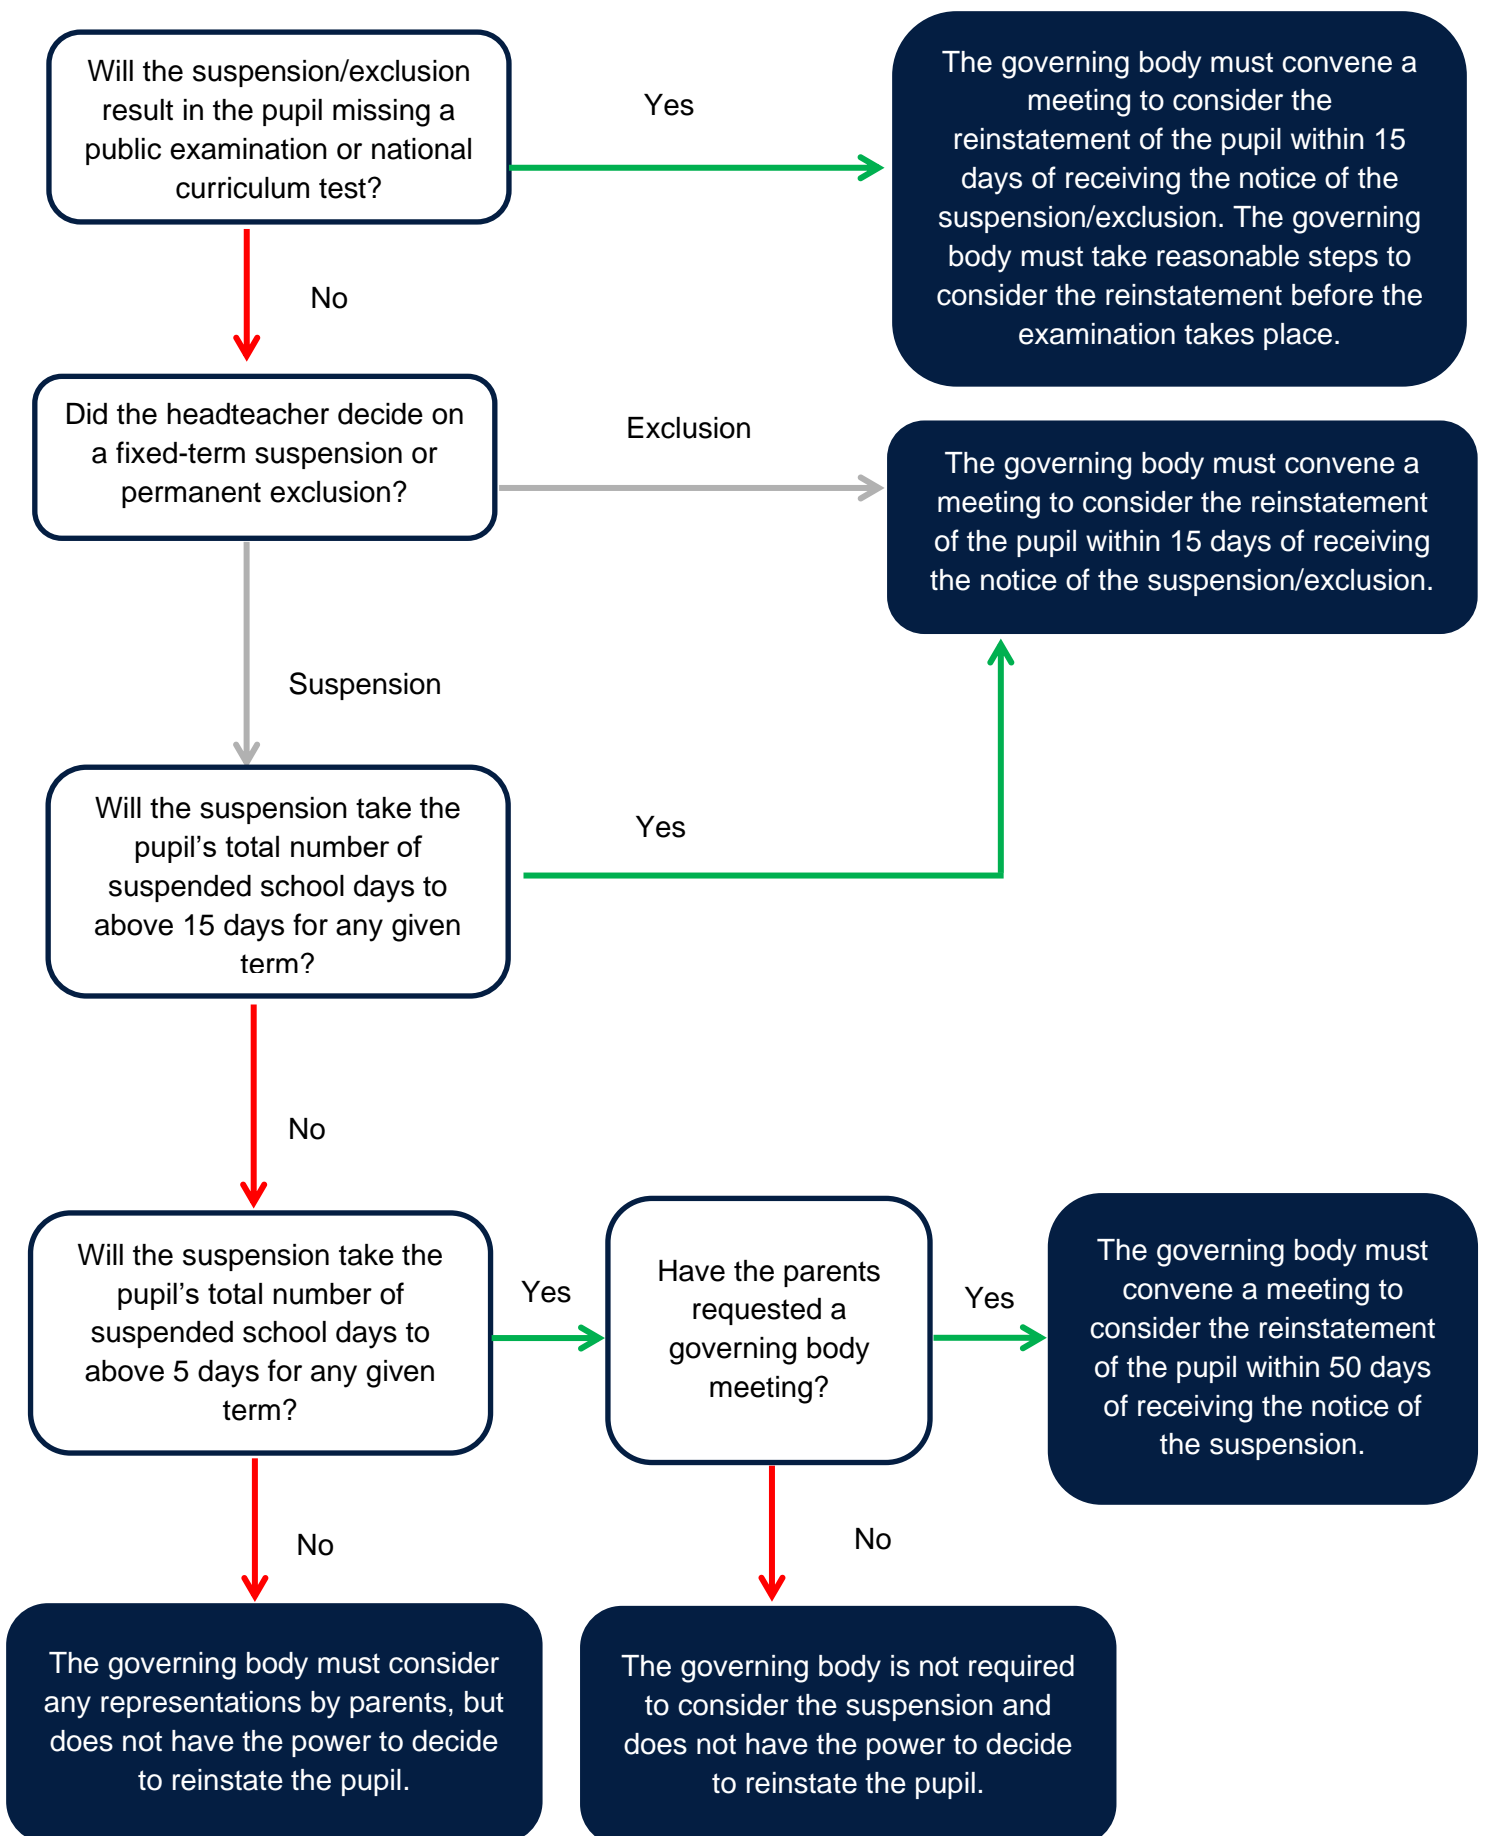 Will the suspension/exclusion
result in the pupil missing a
public examination or national
curriculum test?
Yes
The governing body must convene a
meeting to consider the
reinstatement of the pupil within 15
days of receiving the notice of the
suspension/exclusion. The governing
body must take reasonable steps to
consider the reinstatement before the
examination takes place.
No
Did the headteacher decide on
a fixed-term suspension or
permanent exclusion?
Exclusion
The governing body must convene a
meeting to consider the reinstatement
of the pupil within 15 days of receiving
the notice of the suspension/exclusion.
Suspension
Will the suspension take the
pupil’s total number of
suspended school days to
above 15 days for any given
term?
Yes
No
Will the suspension take the
pupil’s total number of
suspended school days to
above 5 days for any given
term?
Yes
Have the parents
requested a
governing body
meeting?
Yes
The governing body must
convene a meeting to
consider the reinstatement
of the pupil within 50 days
of receiving the notice of
the suspension.
No
No
The governing body must consider
any representations by parents, but
does not have the power to decide
to reinstate the pupil.
The governing body is not required
to consider the suspension and
does not have the power to decide
to reinstate the pupil.